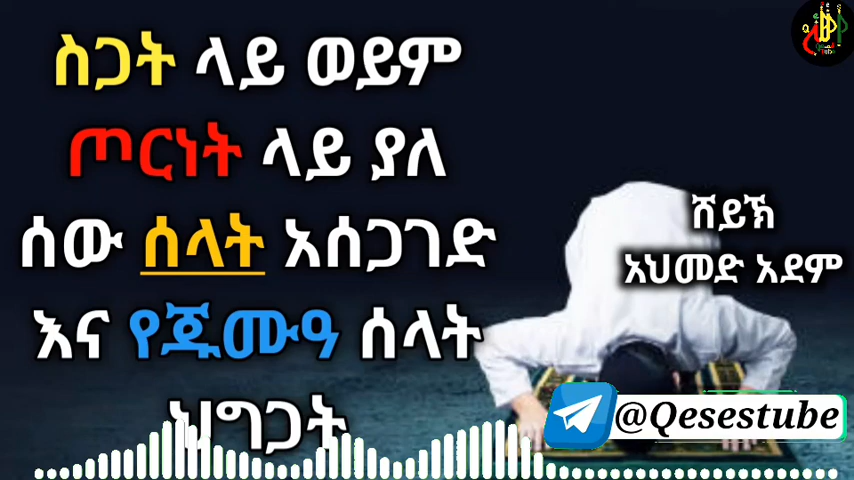 ስጋት ላይ ወይም
ጦርነት ላይ ያለ
ሰው ሰላት አሰጋገድ
እና የጁሙዓ ሰላት
ህግጋት
ሸይኽ
አህመድ አደም
@Qesestube